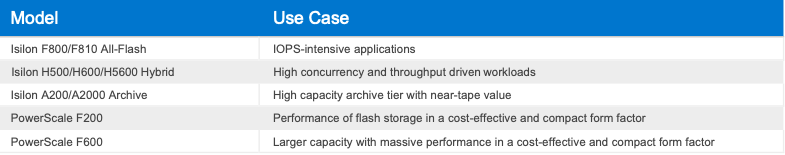 Model Use Case
Isilon F800/F810 All-Flash IOPS-intensive applications
Isilon H500/H600/H5600 Hybrid High concurrency and throughput driven workloads
Isilon A200/A2000 Archive High capacity archive tier with near-tape value
PowerScale F200 Performance of flash storage in a cost-effective and compact form factor
PowerScale F600 Larger capacity with massive performance in a cost-effective and compact form factor